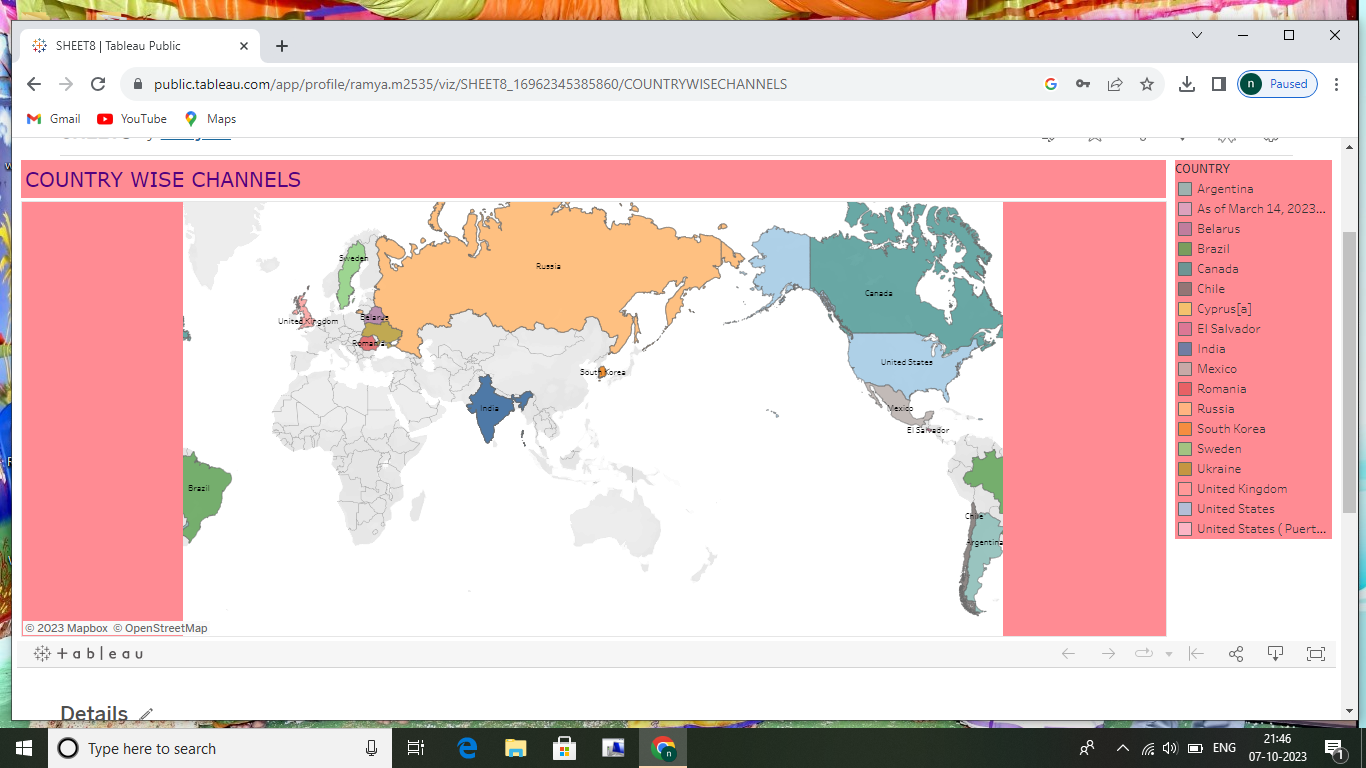 SHEET8 | Tableau Public
public.tableau.com/app/profile/ramya.m2535/viz/SHEET8_16962345385860/COUNTRYWISECHANNELS
n
Paused
Gmail
YouTube
Maps
COUNTRY WISE CHANNELS
COUNTRY
Argentina
As of March 14, 2023...
Belarus
Brazil
Canada
Chile
Cyprus[a]
El Salvador
India
Mexico
Romania
Russia
South Korea
Sweden
Ukraine
United Kingdom
United States
United States ( Puert...
Sweden
Russia
Canada
United Kingdom
Belarus
Romania
United States
South Korea
India
Mexico
El Salvador
Brazil
Chile
Argentina
© 2023 Mapbox © OpenStreetMap
+ableau
Details
Type here to search
n
ENG
21:46
07-10-2023
1